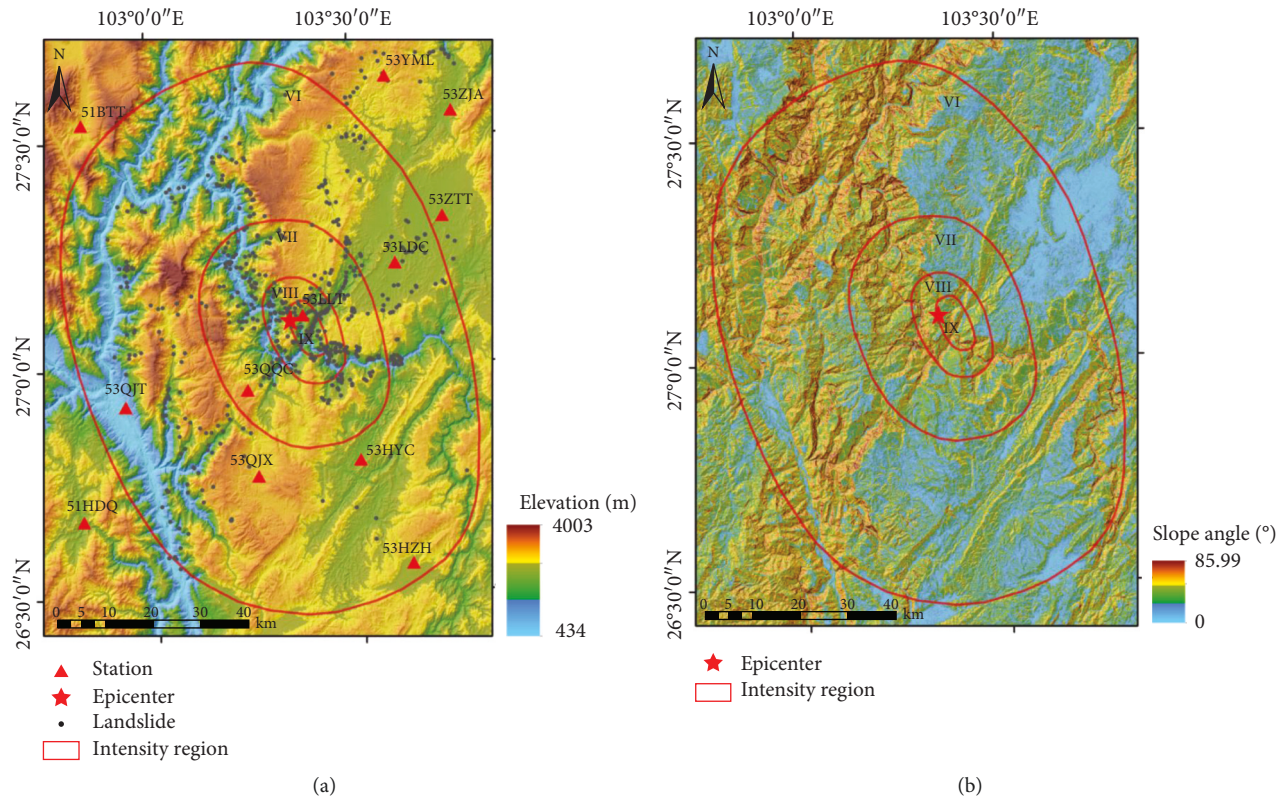 103°0′0″E 103°30′0″E
103°0′0″E 103°30′0″E
N
53YML
53ZJA
51BTT
VI
53ZTT
VII
53LDC
VIII
53LLT
IX
53QQC
53QJT
53HYC
53QJX
51HDQ
53HZH
27°30′0″N
27°0′0″N
26°30′0″N
0 5 10 20 30 40
km
Elevation (m)
4003
434
Station
Epicenter
Landslide
Intensity region
(a)
N
VI
VII
VIII
IX
27°30′0″N
27°0′0″N
26°30′0″N
0 5 10 20 30 40
km
Slope angle (°)
85.99
0
Epicenter
Intensity region
(b)